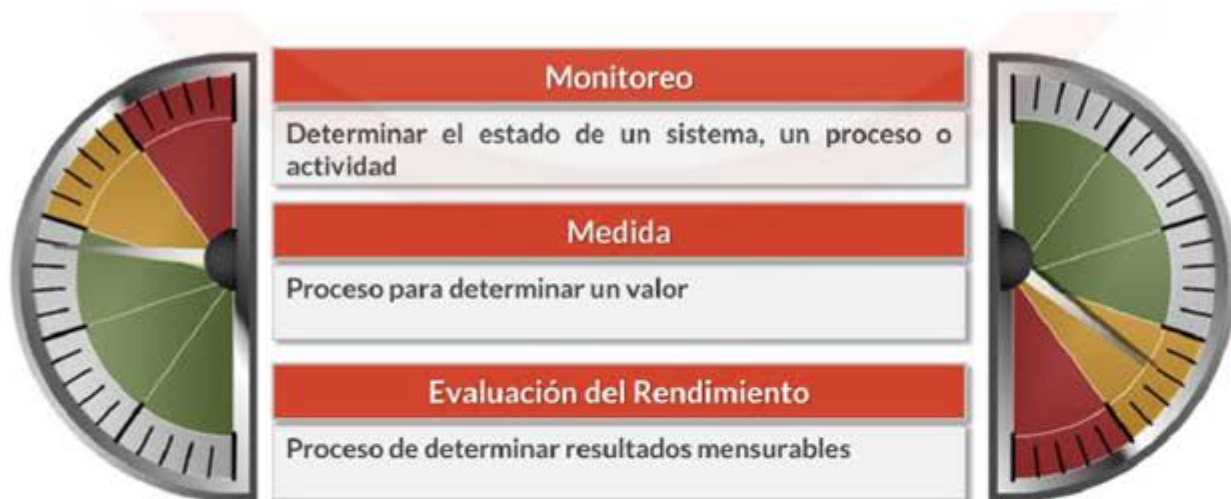 Monitoreo
Determinar el estado de un sistema, un proceso o
actividad
Medida
Proceso para determinar un valor
Evaluación del Rendimiento
Proceso de determinar resultados mensurables